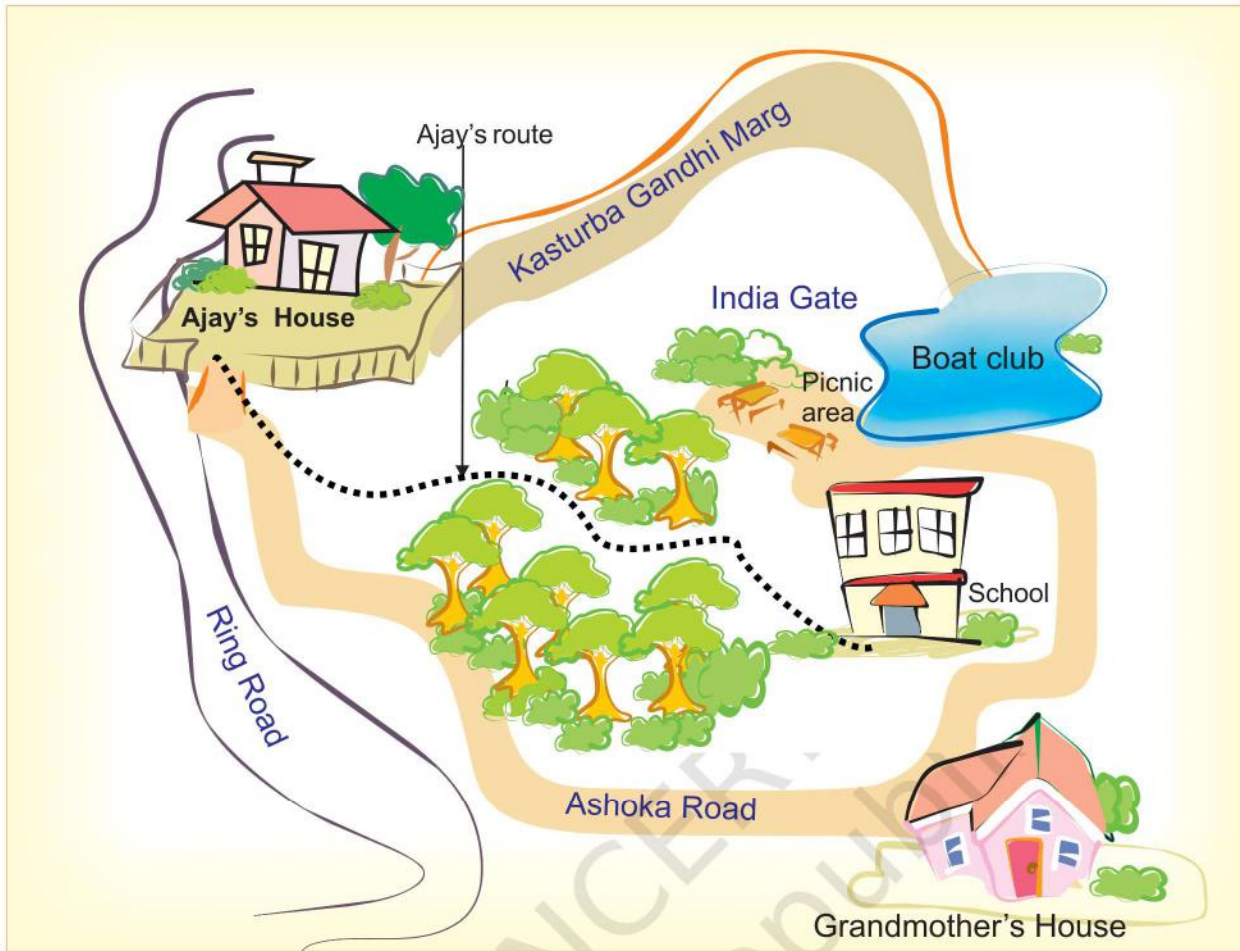 Ajay's route
Kasturba Gandhi Marg
Ajay's House
India Gate
Boat club
Picnic
area
School
Ring Road
Ashoka Road
Grandmother's House